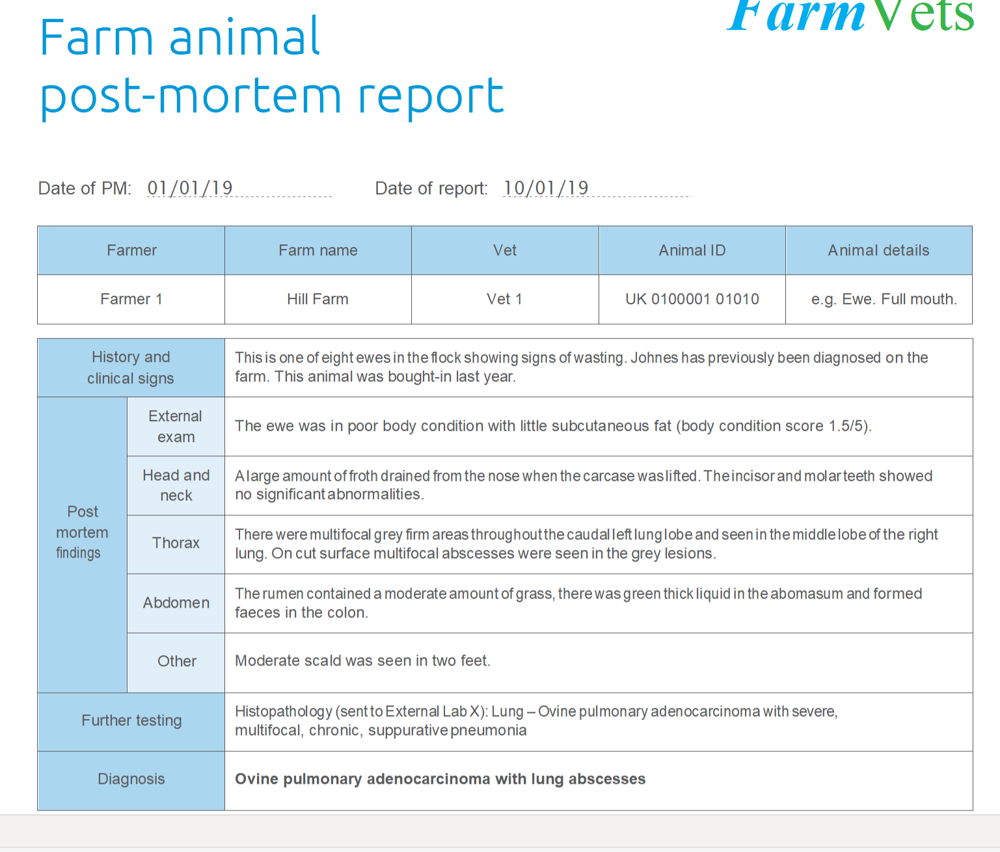 FarmVets
Farm animal
post-mortem report
Date of PM: 01/01/19 Date of report: 10/01/19
Farmer Farm name Vet Animal ID Animal details
Farmer 1 Hill Farm Vet 1 UK 0100001 01010 e.g. Ewe. Full mouth.
History and
clinical signs
This is one of eight ewes in the flock showing signs of wasting. Johnes has previously been diagnosed on the
farm. This animal was bought-in last year.
Post
mortem
findings
External
exam
The ewe was in poor body condition with little subcutaneous fat (body condition score 1.5/5).
Head and
neck
A large amount of froth drained from the nose when the carcase was lifted. The incisor and molar teeth showed
no significant abnormalities.
Thorax
There were multifocal grey firm areas throughout the caudal left lung lobe and seen in the middle lobe of the right
lung. On cut surface multifocal abscesses were seen in the grey lesions.
Abdomen
The rumen contained a moderate amount of grass, there was green thick liquid in the abomasum and formed
faeces in the colon.
Other
Moderate scald was seen in two feet.
Further testing
Histopathology (sent to External Lab X): Lung – Ovine pulmonary adenocarcinoma with severe,
multifocal, chronic, suppurative pneumonia
Diagnosis
Ovine pulmonary adenocarcinoma with lung abscesses